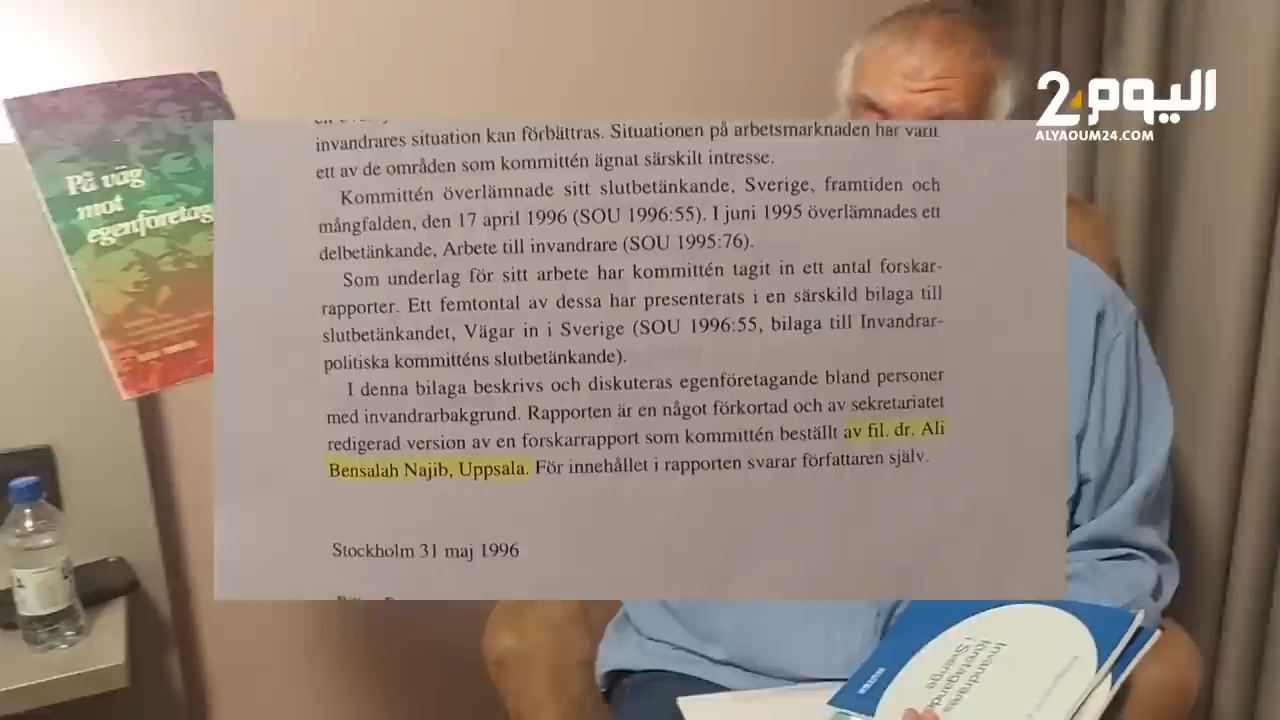 اليوم24
ALYAOUM24.COM
På väg
mot
egenföretag
invandrares situation kan förbättras. Situationen på arbetsmarknaden har varit
ett av de områden som kommittén ägnat särskilt intresse.
Kommittén överlämnade sitt slutbetänkande, Sverige, framtiden och
mångfalden, den 17 april 1996 (SOU 1996:55). I juni 1995 överlämnades ett
delbetänkande, Arbete till invandrare (SOU 1995:76).
Som underlag för sitt arbete har kommittén tagit in ett antal forskar-
rapporter. Ett femtontal av dessa har presenterats i en särskild bilaga till
slutbetänkandet, Vägar in i Sverige (SOU 1996:55, bilaga till Invandrar-
politiska kommitténs slutbetänkande).
I denna bilaga beskrivs och diskuteras egenföretagande bland personer
med invandrarbakgrund. Rapporten är en något förkortad och av sekretariatet
redigerad version av en forskarrapport som kommittén beställt av fil. dr. Ali
Bensalah Najib, Uppsala. För innehållet i rapporten svarar författaren själv.
Stockholm 31 maj 1996
Invandrares
företagande
i Sverige
NUTEK